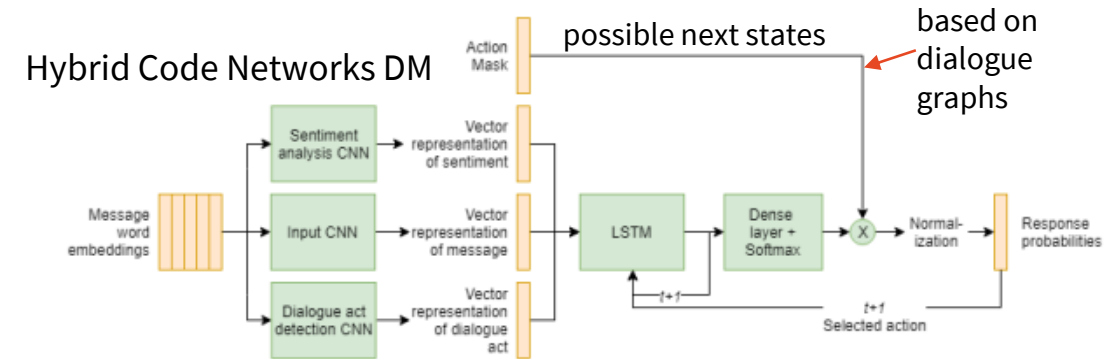 Hybrid Code Networks DM
Action
Mask
possible next states
based on
dialogue
graphs
Message
word
embeddings
Sentiment
analysis CNN
Vector
representation
of sentiment
Input CNN
Vector
representation
of message
Dialogue act
detection CNN
Vector
representation
of dialogue
act
LSTM
t+1
Dense
layer +
Softmax
X
Normal-
ization
Response
probabilities
t+1
Selected action